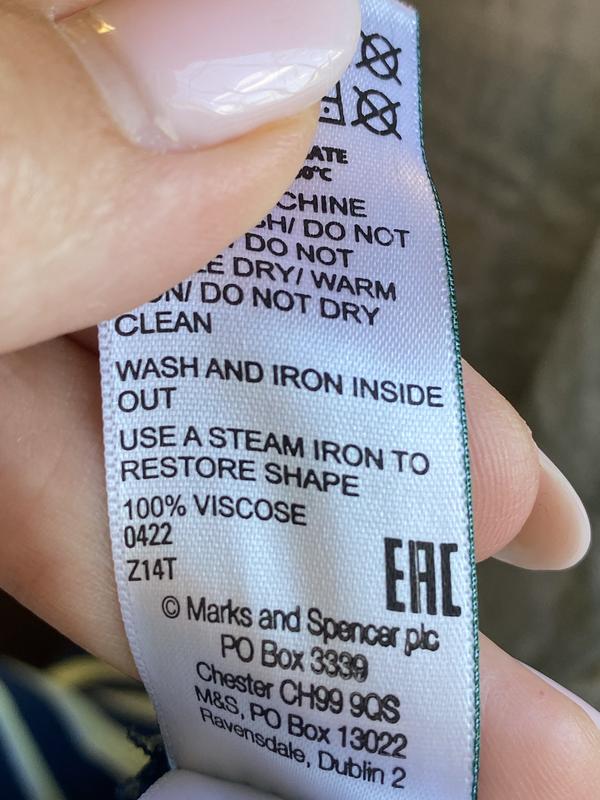 CHINE
DO NOT
DO NOT
DRY/ WARM
DO NOT DRY
CLEAN
WASH AND IRON INSIDE
OUT
USE A STEAM IRON TO
RESTORE SHAPE
100% VISCOSE
0422
Z14T
EAC
© Marks and Spencer plc
PO Box 3339
Chester CH99 9QS
M&S, PO Box 13022
Ravensdale, Dublin 2